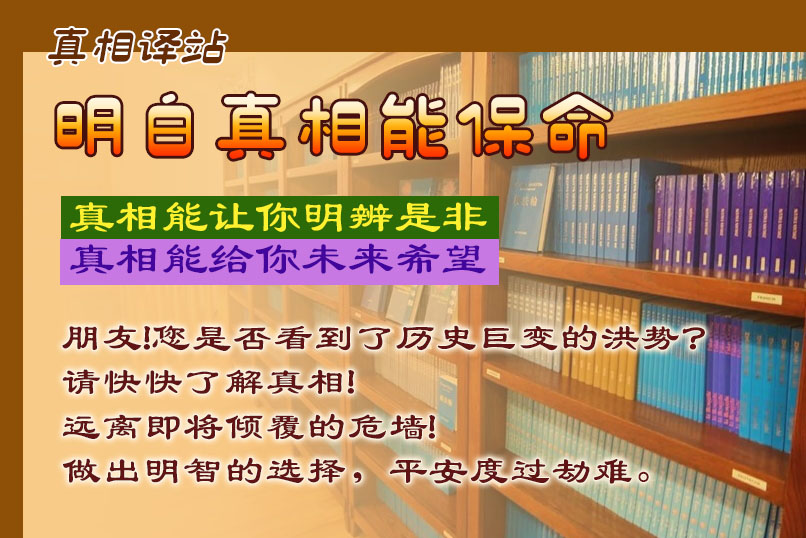 真相译站
明自真相能保命
真相能让你明辨是非
真相能给你未来希望
朋友!您是否看到了历史巨变的洪势?
请快快了解真相!
远离即将倾覆的危墙!
做出明智的选择，平安度过劫难。